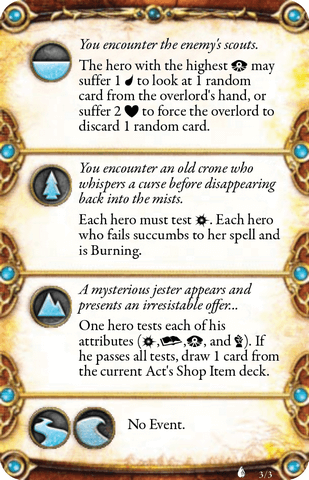 You encounter the enemy's scouts.
The hero with the highest may
suffer 1 to look at 1 random
card from the overlord's hand, or
suffer 2 to force the overlord to
discard 1 random card.
You encounter an old crone who
whispers a curse before disappearing
back into the mists.
Each hero must test . Each hero
who fails succumbs to her spell and
is Burning.
A mysterious jester appears and
presents an irresistable offer...
One hero tests each of his
attributes ( , , , and ). If
he passes all tests, draw 1 card from
the current Act's Shop Item deck.
No Event.
3/3